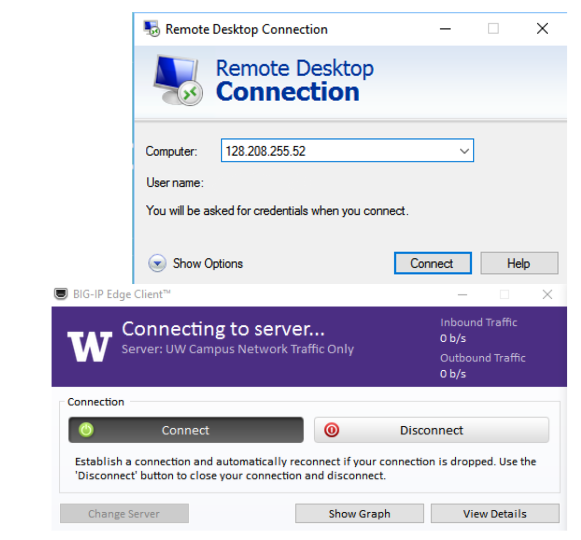 Remote Desktop Connection
Remote Desktop
Connection
Computer: 128.208.255.52
User name:
You will be asked for credentials when you connect.
Show Options Connect Help
BIG-IP Edge Client™
W Connecting to server...
Server: UW Campus Network Traffic Only
Inbound Traffic
0 b/s
Outbound Traffic
0 b/s
Connection
Connect Disconnect
Establish a connection and automatically reconnect if your connection is dropped. Use the
'Disconnect' button to close your connection and disconnect.
Change Server Show Graph View Details